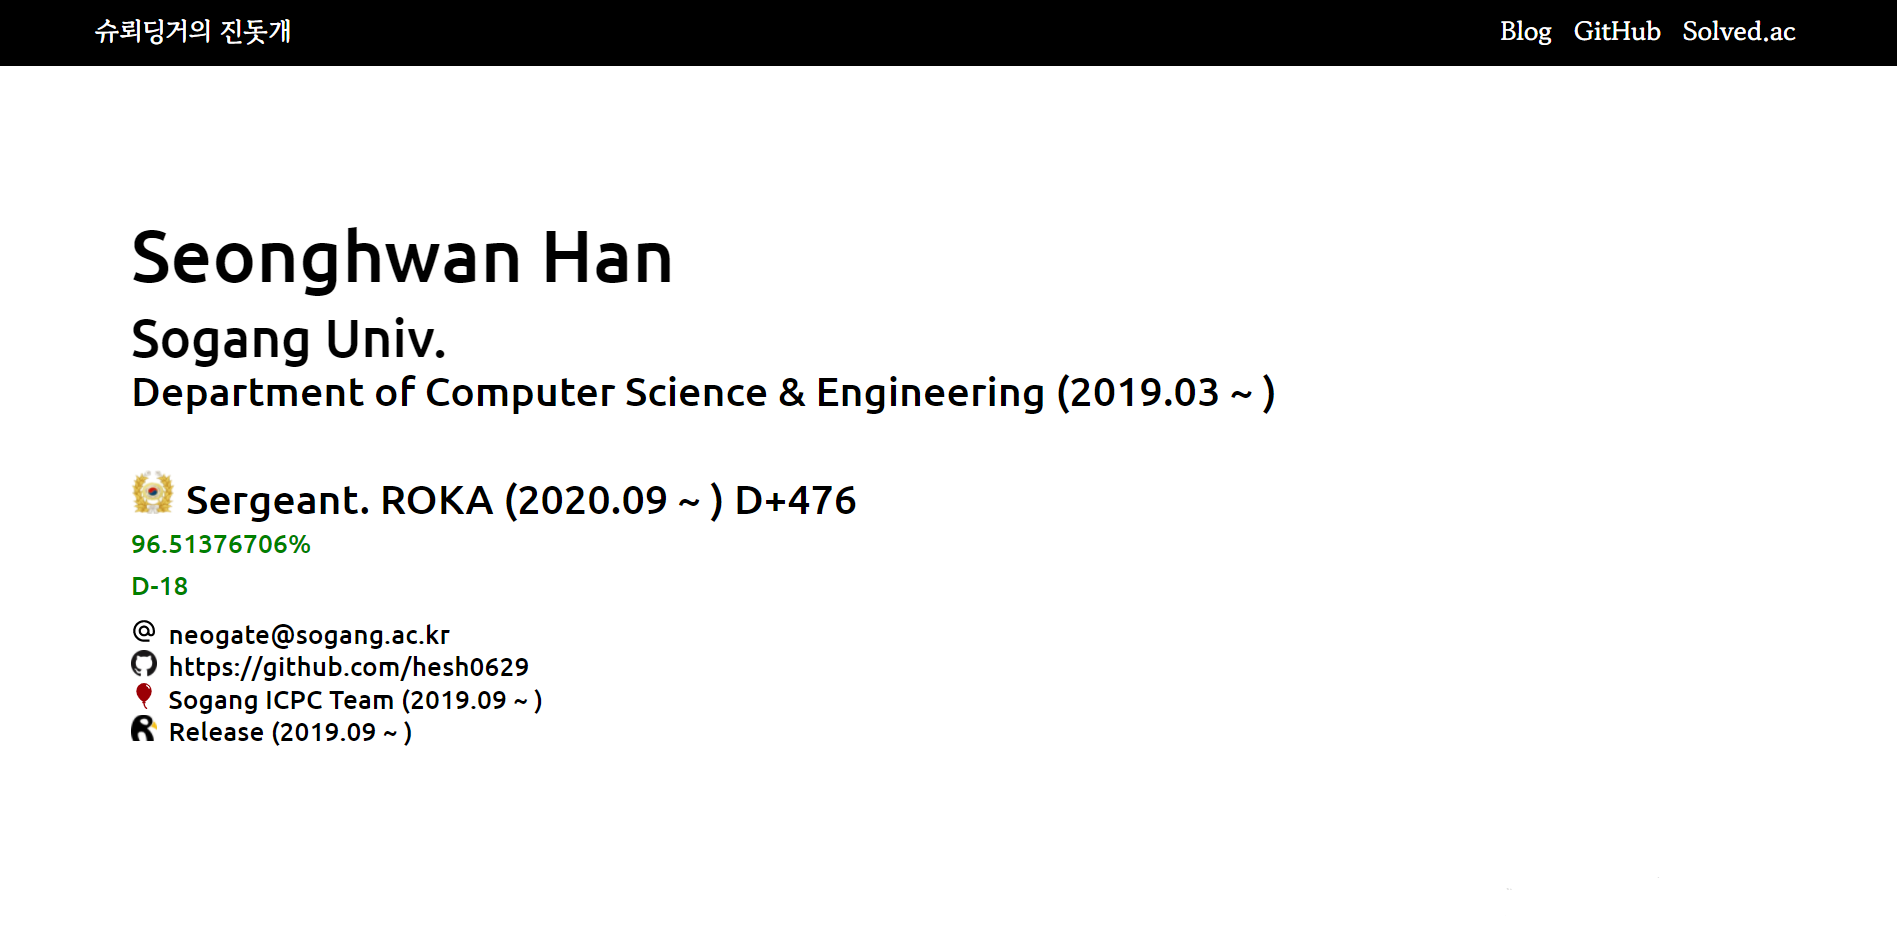 슈뢰딩거의 진돗개
Blog GitHub Solved.ac
Seonghwan Han
Sogang Univ.
Department of Computer Science & Engineering (2019.03 ~ )
Sergeant. ROKA (2020.09 ~ ) D+476
96.51376706%
D-18
neogate@sogang.ac.kr
https://github.com/hesh0629
Sogang ICPC Team (2019.09 ~ )
Release (2019.09 ~ )